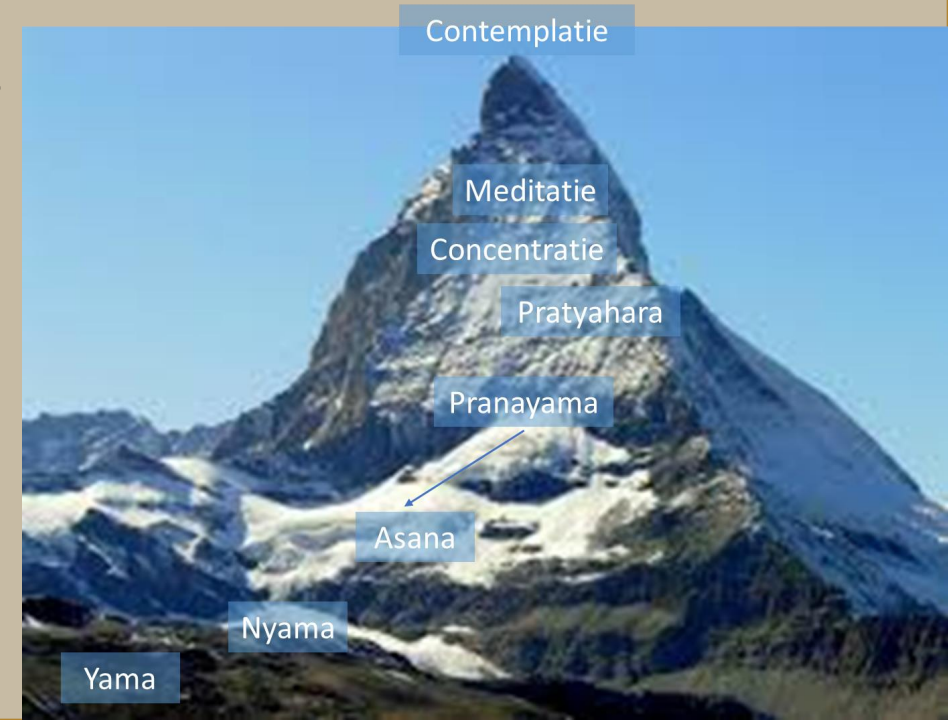 Contemplatie
Meditatie
Concentratie
Pratyahara
Pranayama
Asana
Nyama
Yama